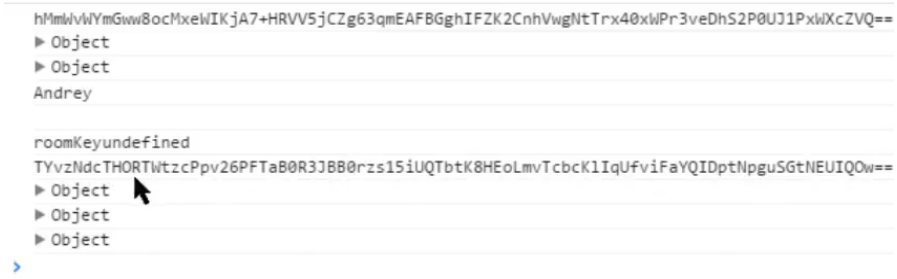 hMmWvWYmGww8ocMxeWIKjA7+HRVV5jCZg63qmEAFBGghIFZK2CnhVwgNtTrx40xWPr3veDhS2P0UJ1PxWXcZVQ==
▶ Object
▶ Object
Andrey
roomKeyundefined
TYvzNdcTHORTWtzcPpv26PFTaB0R3JBB0rzs15iUQTbtK8HEoLmvTcbcKlIqUfviFaYQIDptNpguSGtNEUIQOw==
▶ Object
▶ Object
▶ Object
>